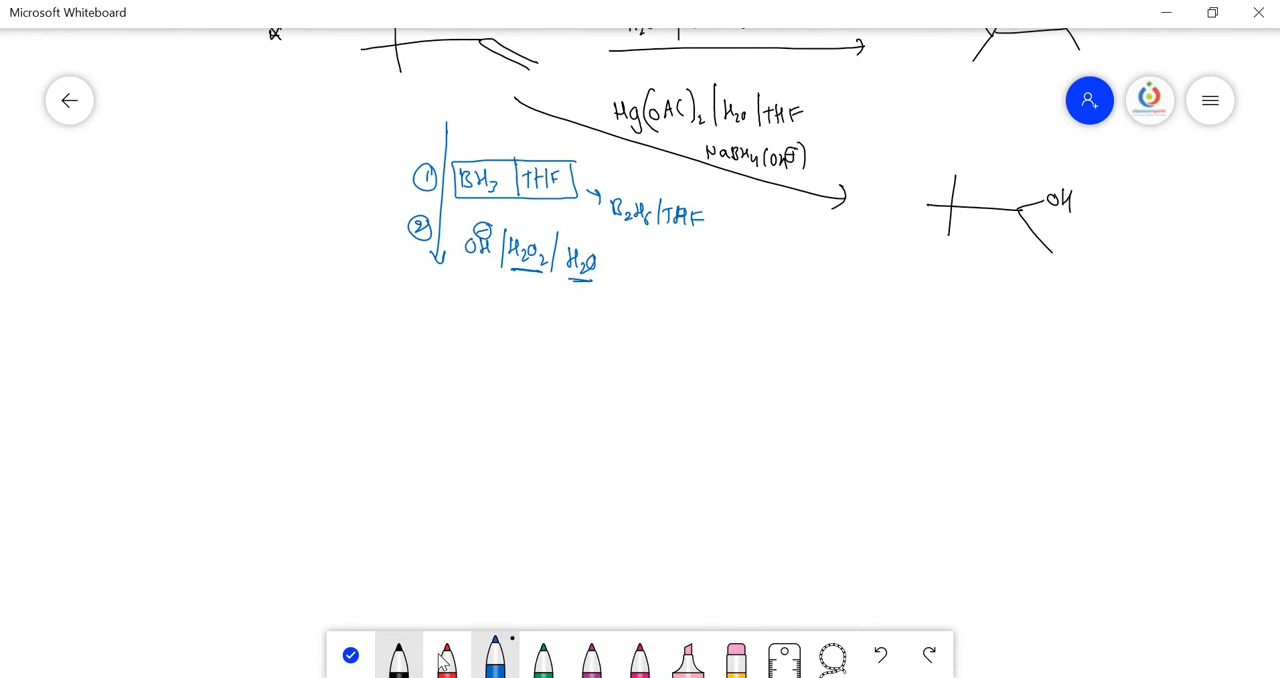 Microsoft Whiteboard
Hg(OAC)₂ | H₂O | THF
NaBH₄(OH⊖)
① BH₃ | THF
B₂H₆ | THF
OH
② OH⊖ / H₂O₂ / H₂O